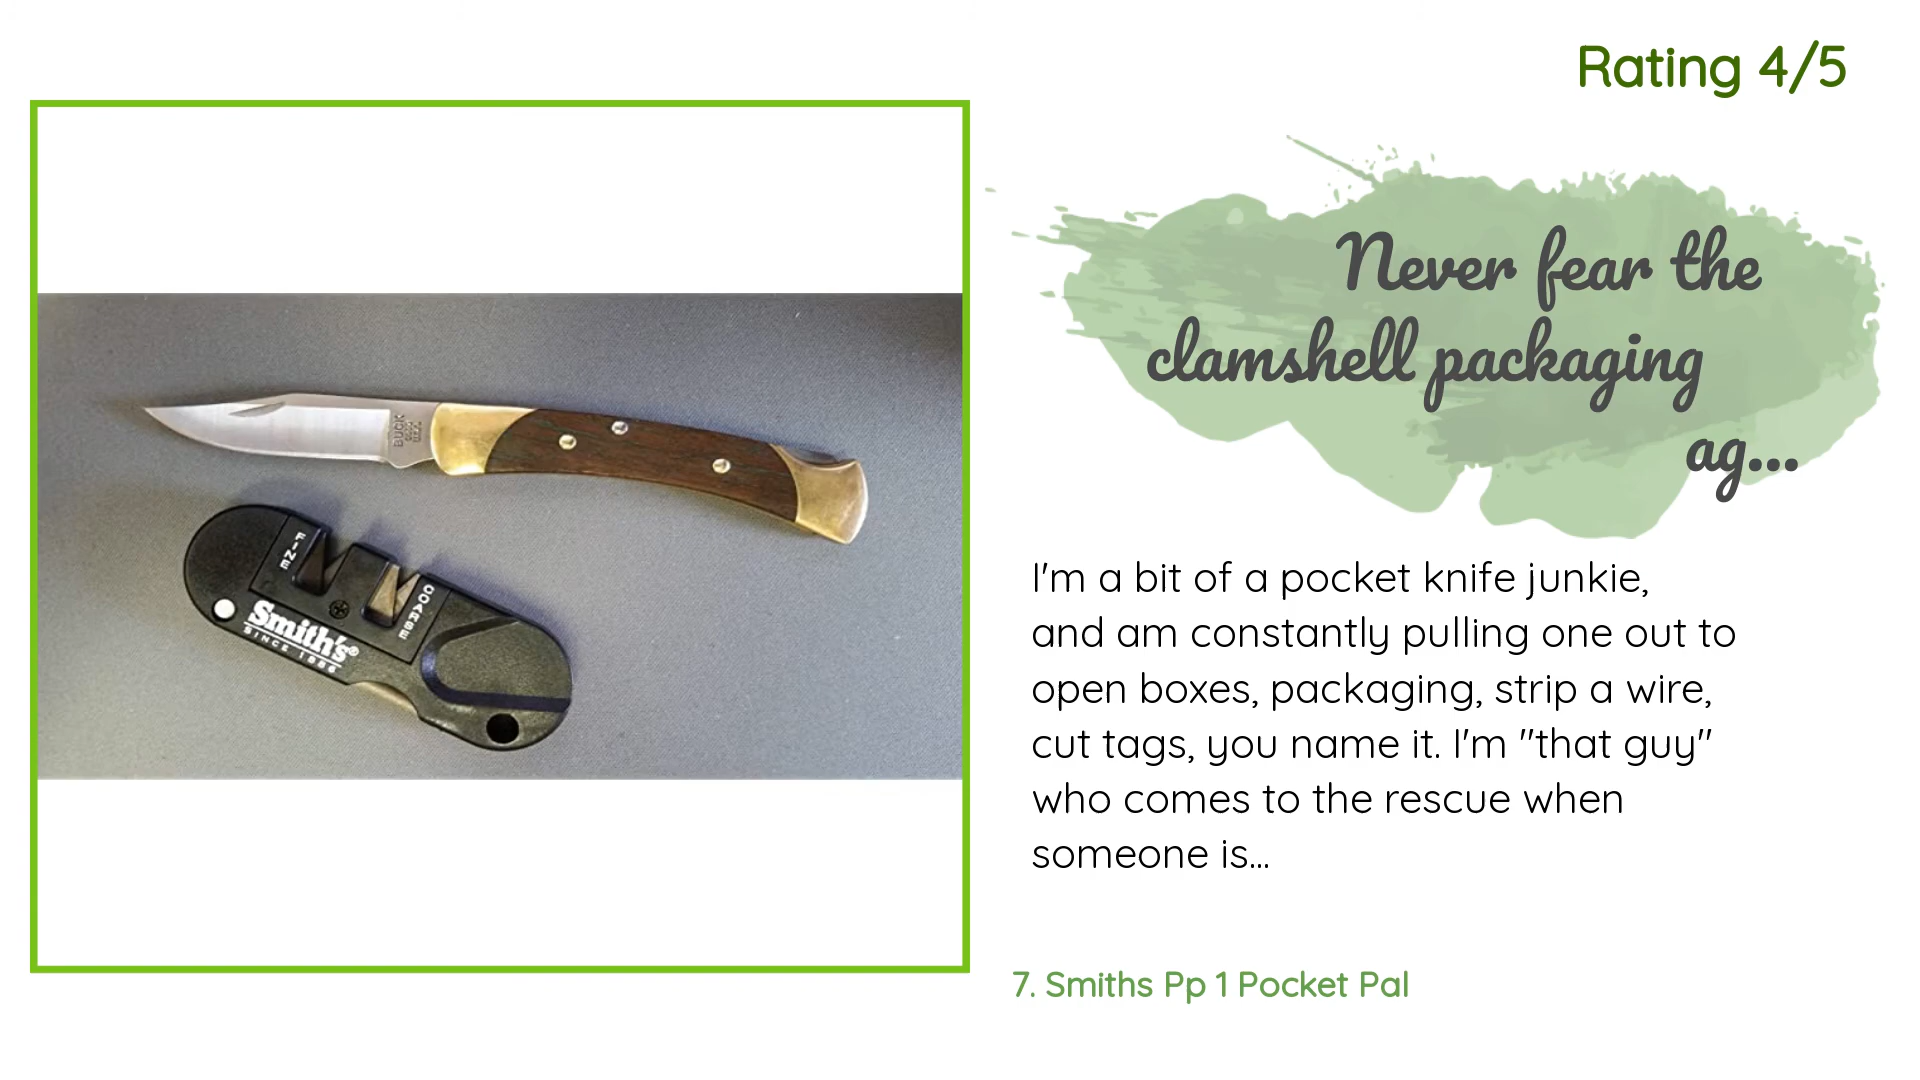 Rating 4/5
Never fear the
clamshell packaging
ag...
I'm a bit of a pocket knife junkie,
and am constantly pulling one out to
open boxes, packaging, strip a wire,
cut tags, you name it. I'm "that guy"
who comes to the rescue when
someone is...
7. Smiths Pp 1 Pocket Pal
BUCK
FINE
COARSE
Smith's®
SINCE 1886